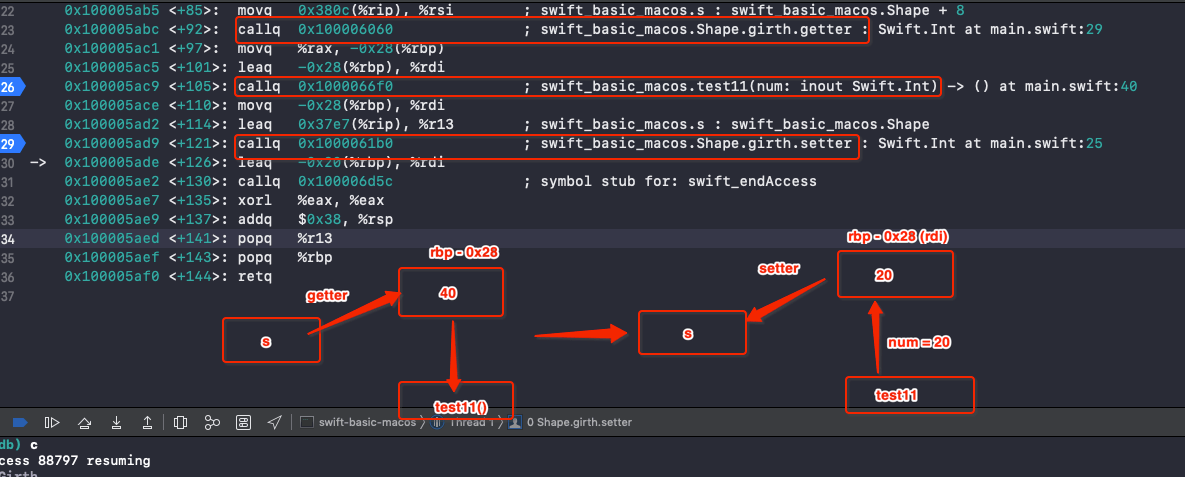 22 0x100005ab5 <+85>: movq 0x380c(%rip), %rsi ; swift_basic_macos.s : swift_basic_macos.Shape + 8
23 0x100005abc <+92>: callq 0x100006060 ; swift_basic_macos.Shape.girth.getter : Swift.Int at main.swift:29
24 0x100005ac1 <+97>: movq %rax, -0x28(%rbp)
25 0x100005ac5 <+101>: leaq -0x28(%rbp), %rdi
26 0x100005ac9 <+105>: callq 0x1000066f0 ; swift_basic_macos.test11(num: inout Swift.Int) -> () at main.swift:40
27 0x100005ace <+110>: movq -0x28(%rbp), %rdi
28 0x100005ad2 <+114>: leaq 0x37e7(%rip), %r13 ; swift_basic_macos.s : swift_basic_macos.Shape
29 0x100005ad9 <+121>: callq 0x1000061b0 ; swift_basic_macos.Shape.girth.setter : Swift.Int at main.swift:25
30 -> 0x100005ade <+126>: leaq -0x20(%rbp), %rdi
31 0x100005ae2 <+130>: callq 0x100006d5c ; symbol stub for: swift_endAccess
32 0x100005ae7 <+135>: xorl %eax, %eax
33 0x100005ae9 <+137>: addq $0x38, %rsp
34 0x100005aed <+141>: popq %r13
35 0x100005aef <+143>: popq %rbp
36 0x100005af0 <+144>: retq
37
rbp - 0x28
40
getter
s
test11()
rbp - 0x28 (rdi)
20
setter
s
num = 20
test11
swift-basic-macos Thread 1 0 Shape.girth.setter
db) c
cess 88797 resuming
Girth